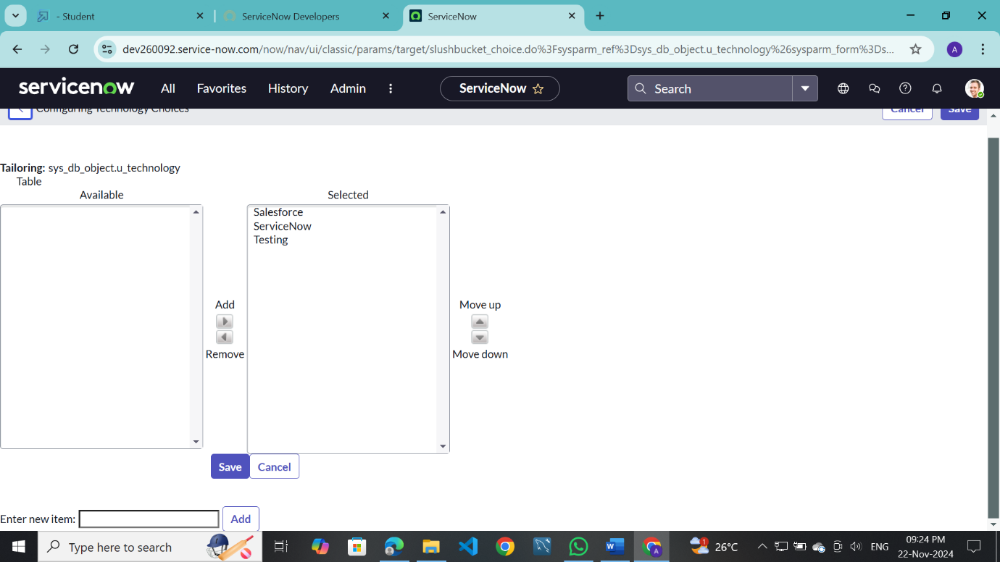 - Student
ServiceNow Developers
ServiceNow
dev260092.service-now.com/now/nav/ui/classic/params/target/slushbucket_choice.do%3Fsysparm_ref%3Dsys_db_object.u_technology%26sysparm_form%3Ds...
A
servicenow All Favorites History Admin ServiceNow Search
Configuring Technology Choices Cancel Save
Tailoring: sys_db_object.u_technology
Table
Available Selected
Salesforce
ServiceNow
Testing
Add Move up
Remove Move down
Save Cancel
Enter new item: Add
Type here to search 1 26°C ENG 09:24 PM
22-Nov-2024